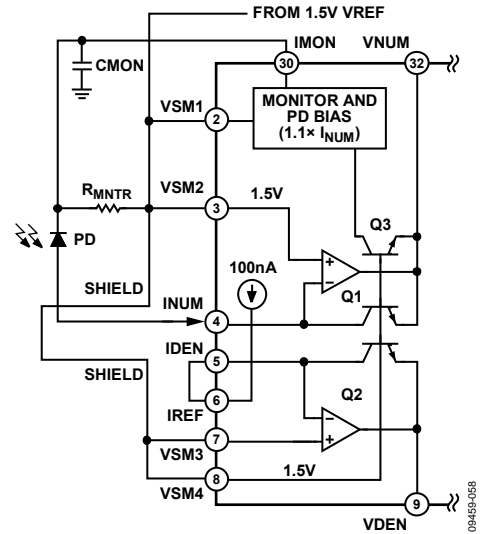 FROM 1.5V VREF
IMON
VNUM
30
32
CMON
MONITOR AND
PD BIAS
(1.1× INUM)
VSM1
2
RMNTR
VSM2
3
1.5V
Q3
PD
+
−
100nA
Q1
SHIELD
INUM
4
IDEN
5
SHIELD
6
IREF
Q2
−
+
7
VSM3
8
1.5V
VSM4
9
VDEN
09459-058